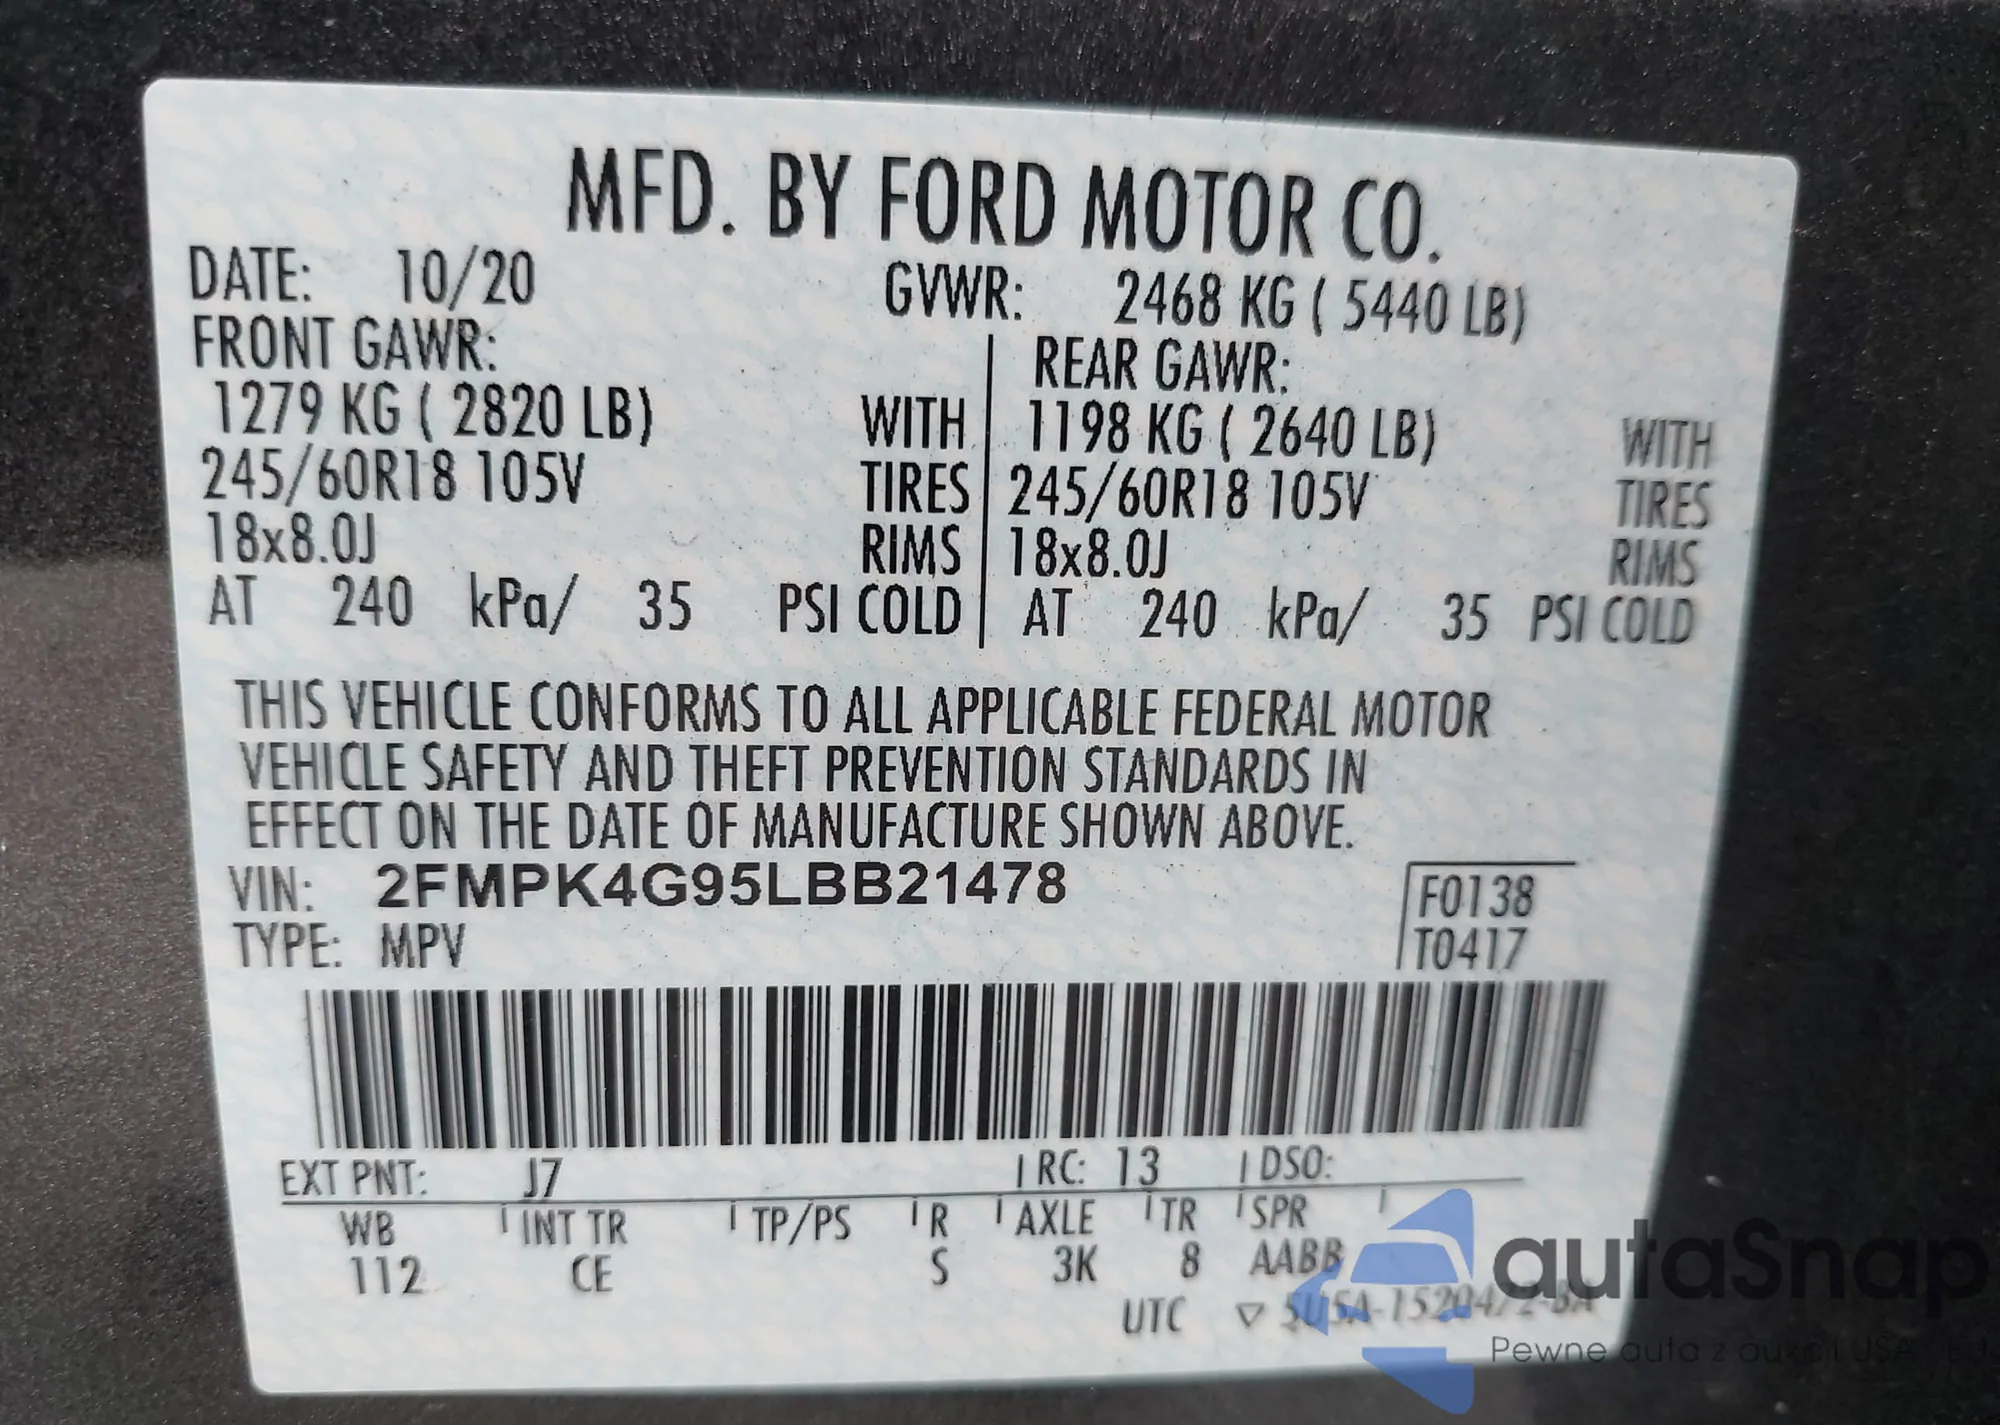 MFD. BY FORD MOTOR CO.
DATE: 10/20 GVWR: 2468 KG ( 5440 LB)
FRONT GAWR: REAR GAWR:
1279 KG ( 2820 LB) WITH 1198 KG ( 2640 LB) WITH
245/60R18 105V TIRES 245/60R18 105V TIRES
18x8.0J RIMS 18x8.0J RIMS
AT 240 kPa/ 35 PSI COLD AT 240 kPa/ 35 PSI COLD
THIS VEHICLE CONFORMS TO ALL APPLICABLE FEDERAL MOTOR
VEHICLE SAFETY AND THEFT PREVENTION STANDARDS IN
EFFECT ON THE DATE OF MANUFACTURE SHOWN ABOVE.
VIN: 2FMPK4G95LBB21478 F0138
TYPE: MPV T0417
EXT PNT: J7 RC: 13 DSO:
WB INT TR TP/PS R AXLE TR SPR
112 CE S 3K 8 AABB
UTC
autaSnap
Pewne auta z aukcji USA